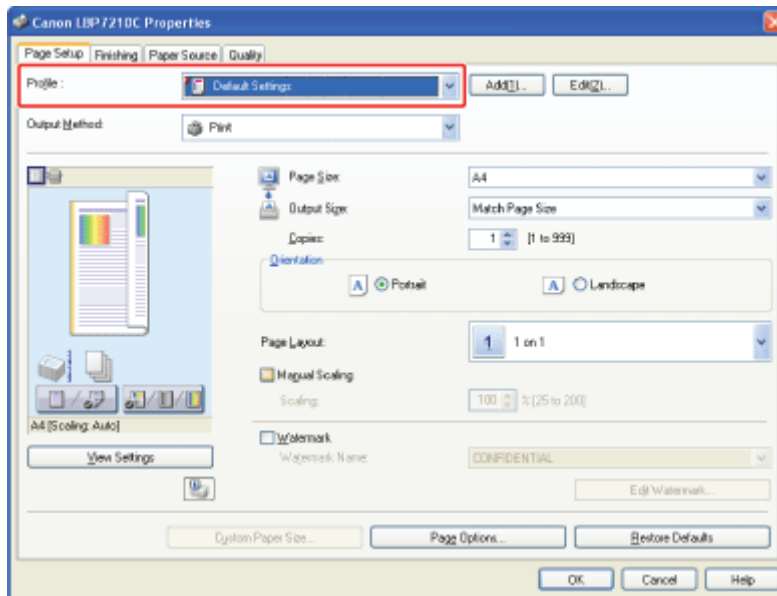 Canon LBP7210C Properties
Page Setup Finishing Paper Source Quality
Profile : Default Settings Add(1)... Edit(2)...
Output Method: Print
Page Size: A4
Output Size: Match Page Size
Copies: 1 [1 to 999]
Orientation
A Portrait A Landscape
Page Layout: 1 1 on 1
Manual Scaling
Scaling: 100 % [25 to 200]
A4 [Scaling: Auto]
Watermark
View Settings Watermark Name: CONFIDENTIAL
Edit Watermark...
Custom Paper Size... Page Options... Restore Defaults
OK Cancel Help